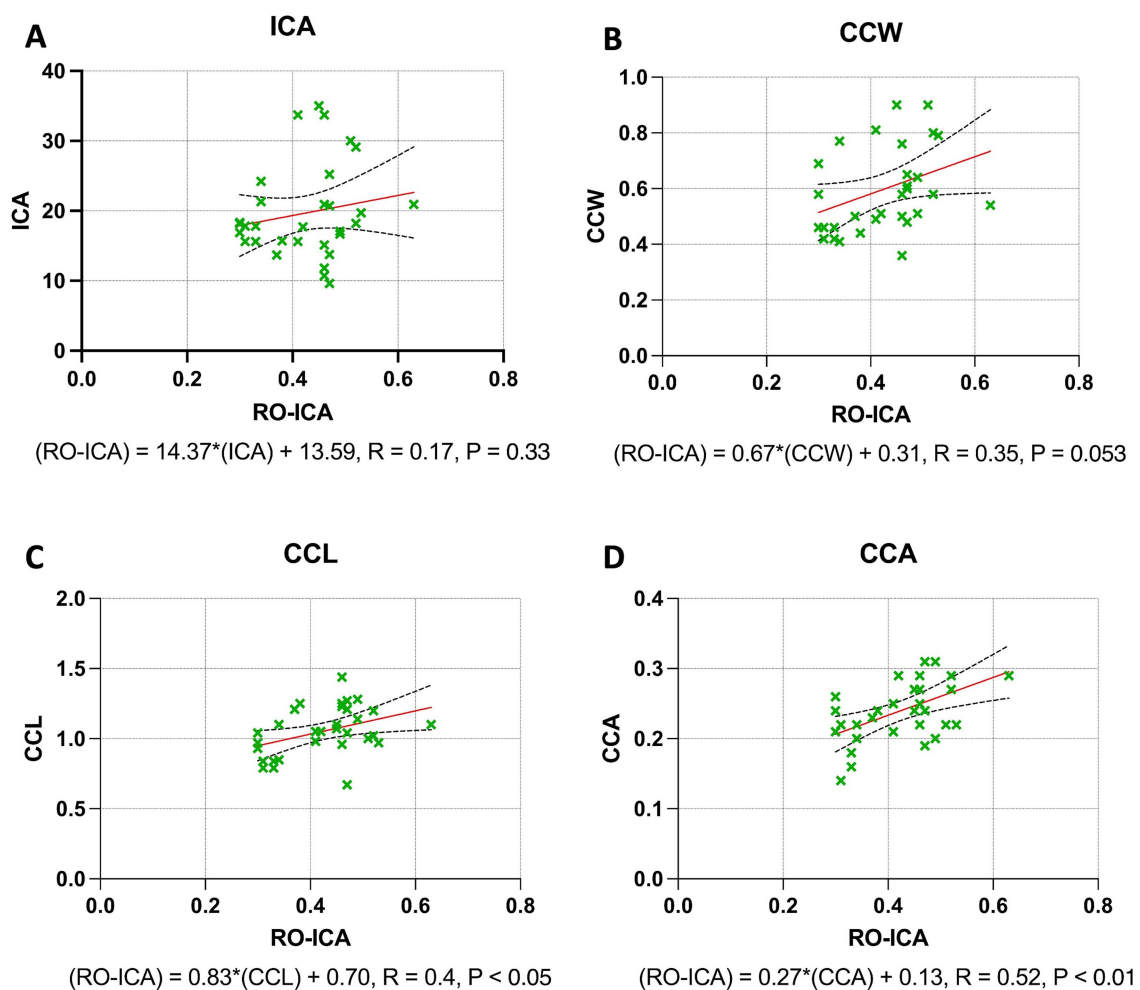 A
ICA
40
30
20
10
0
ICA
0.0 0.2 0.4 0.6 0.8
RO-ICA
(RO-ICA) = 14.37*(ICA) + 13.59, R = 0.17, P = 0.33
B
CCW
1.0
0.8
0.6
0.4
0.2
0.0
CCW
0.0 0.2 0.4 0.6 0.8
RO-ICA
(RO-ICA) = 0.67*(CCW) + 0.31, R = 0.35, P = 0.053
C
CCL
2.0
1.5
1.0
0.5
0.0
CCL
0.0 0.2 0.4 0.6 0.8
RO-ICA
(RO-ICA) = 0.83*(CCL) + 0.70, R = 0.4, P < 0.05
D
CCA
0.4
0.3
0.2
0.1
0.0
CCA
0.0 0.2 0.4 0.6 0.8
RO-ICA
(RO-ICA) = 0.27*(CCA) + 0.13, R = 0.52, P < 0.01